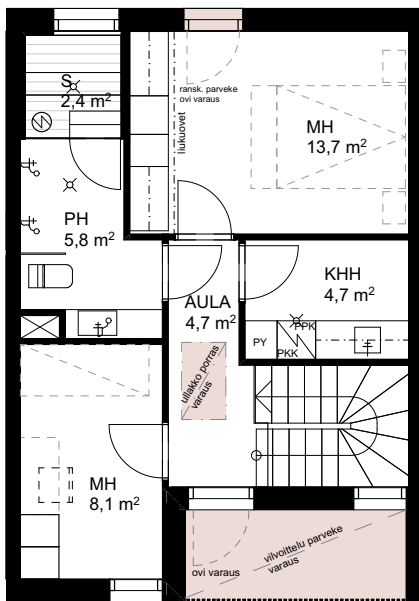 S
2,4 m²
ransk. parveke
ovi varaus
liukuovet
MH
13,7 m²
PH
5,8 m²
AULA
4,7 m²
KHH
4,7 m²
PPK
PY
PKK
ullakko porras
varaus
MH
8,1 m²
ovi varaus
vilvoittelu parveke
varaus